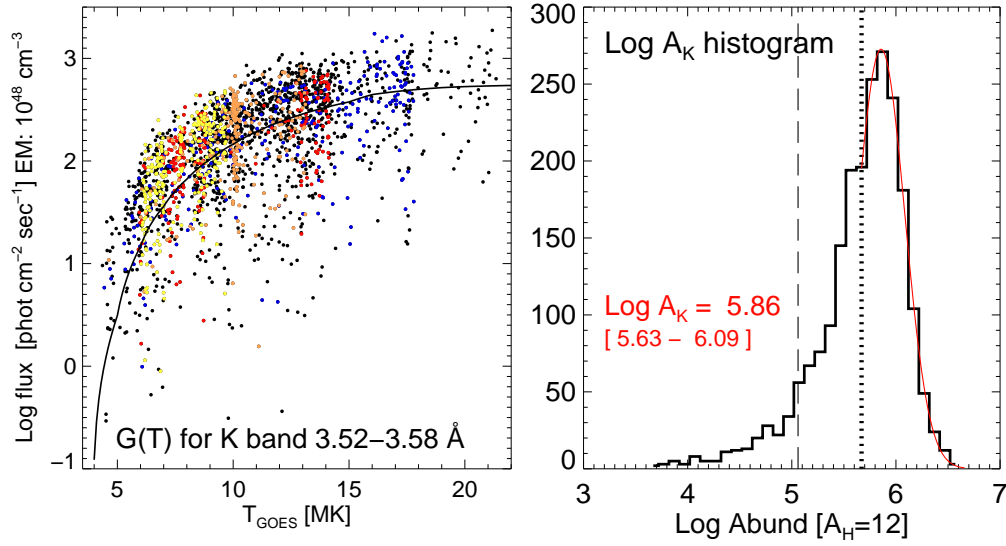 Log flux [phot cm⁻² sec⁻¹] EM: 10⁴⁸ cm⁻³
3
2
1
0
−1
G(T) for K band 3.52−3.58 Å
5 10 15 20
T_GOES [MK]
300
250
200
150
100
50
0
Log A_K histogram
Log A_K = 5.86
[ 5.63 − 6.09 ]
3 4 5 6 7
Log Abund [A_H=12]